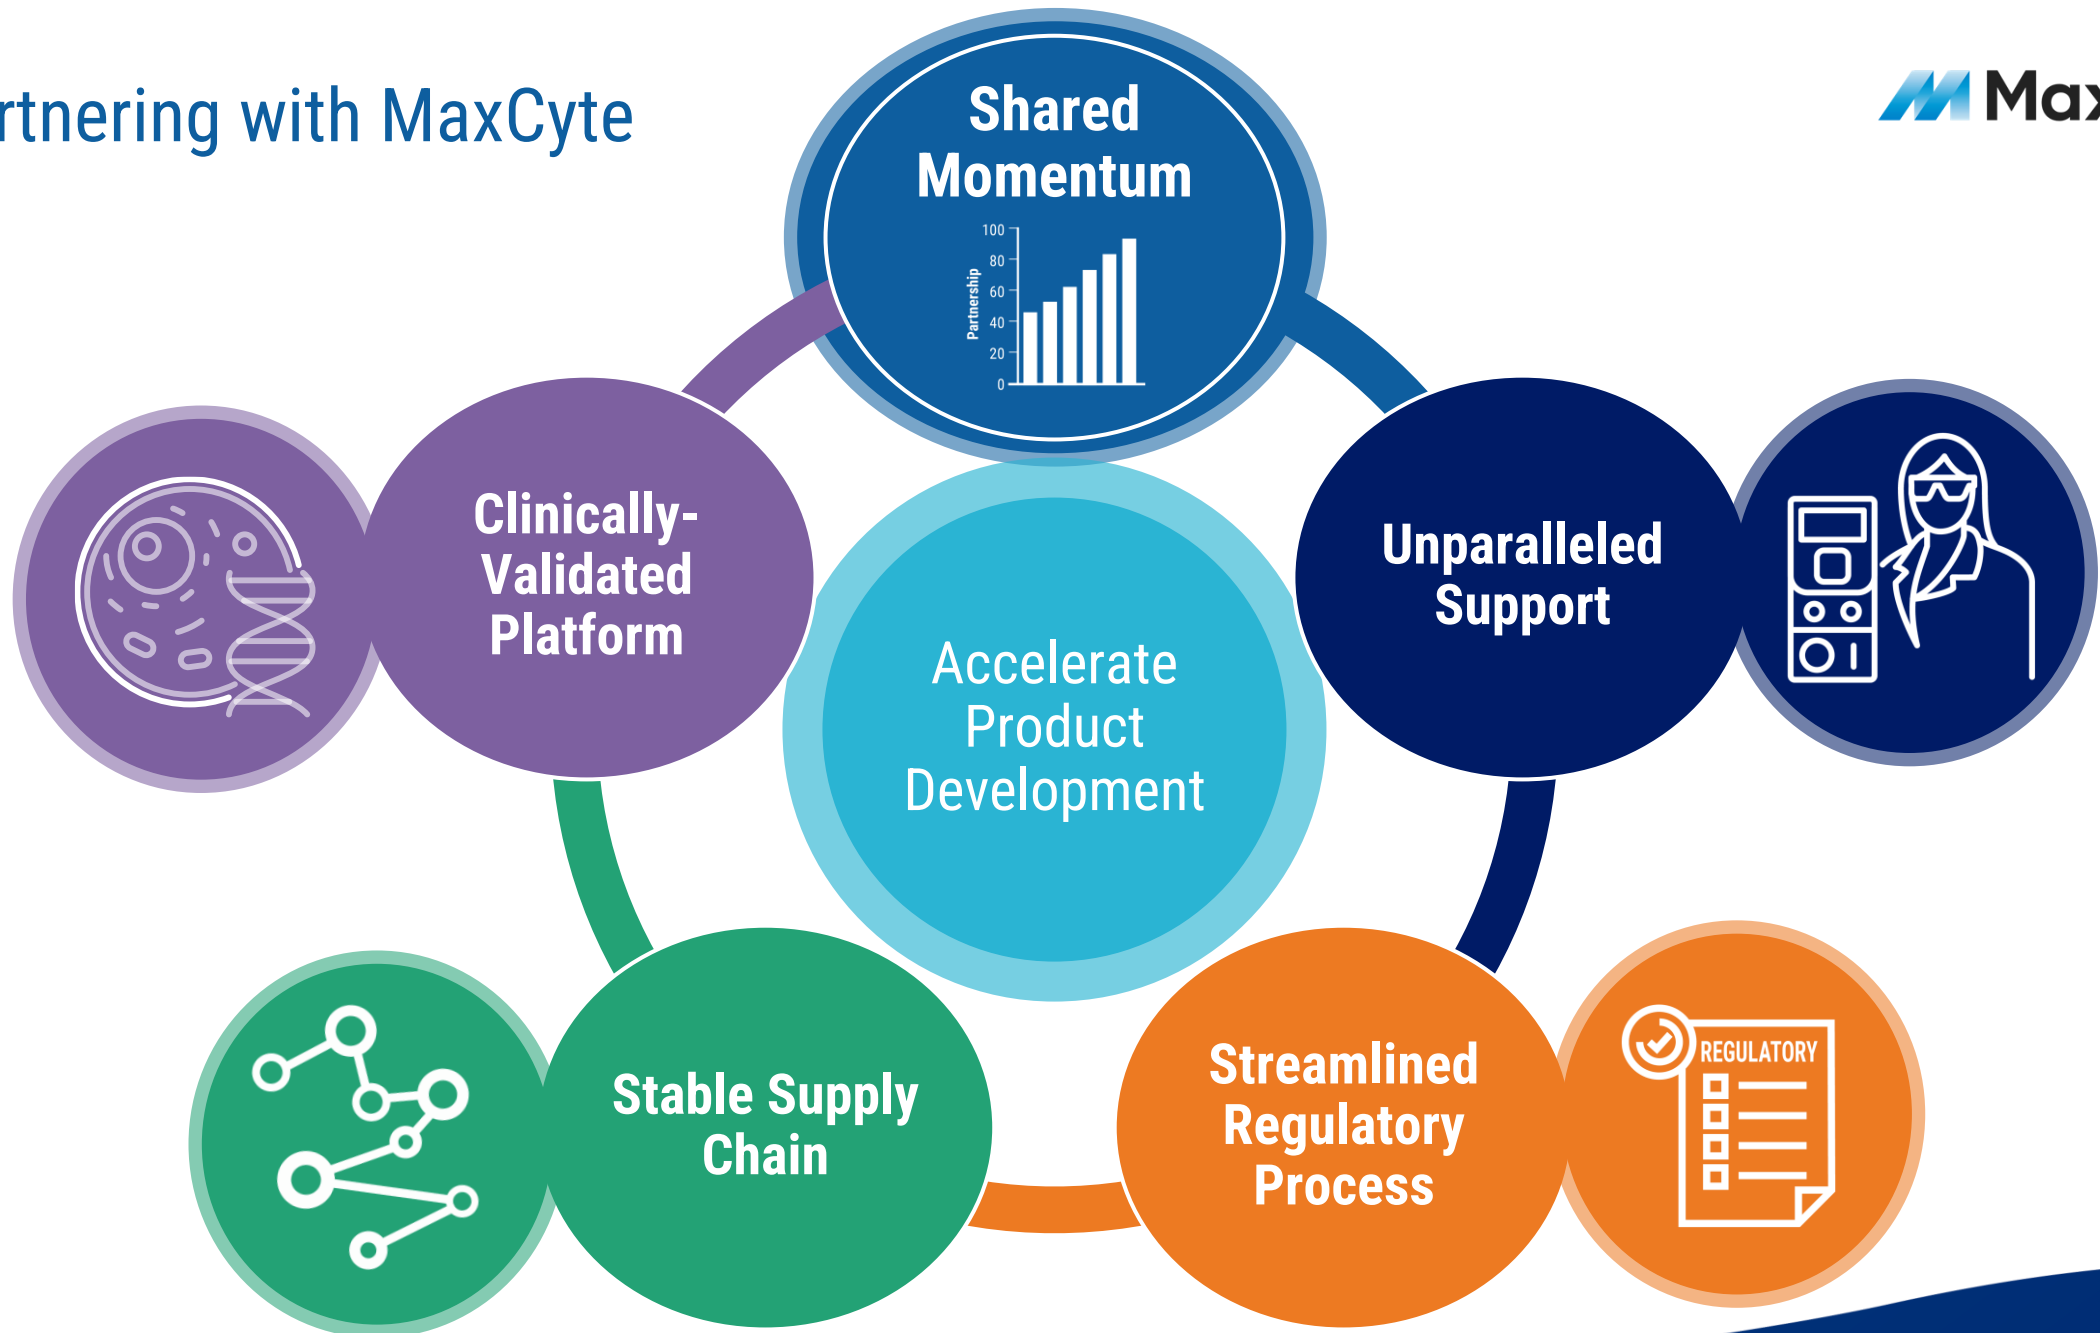 rtnering with MaxCyte
Max
Shared
Momentum
100
80
60
40
20
0
Partnership
Clinically-
Validated
Platform
Unparalleled
Support
Accelerate
Product
Development
Stable Supply
Chain
Streamlined
Regulatory
Process
REGULATORY